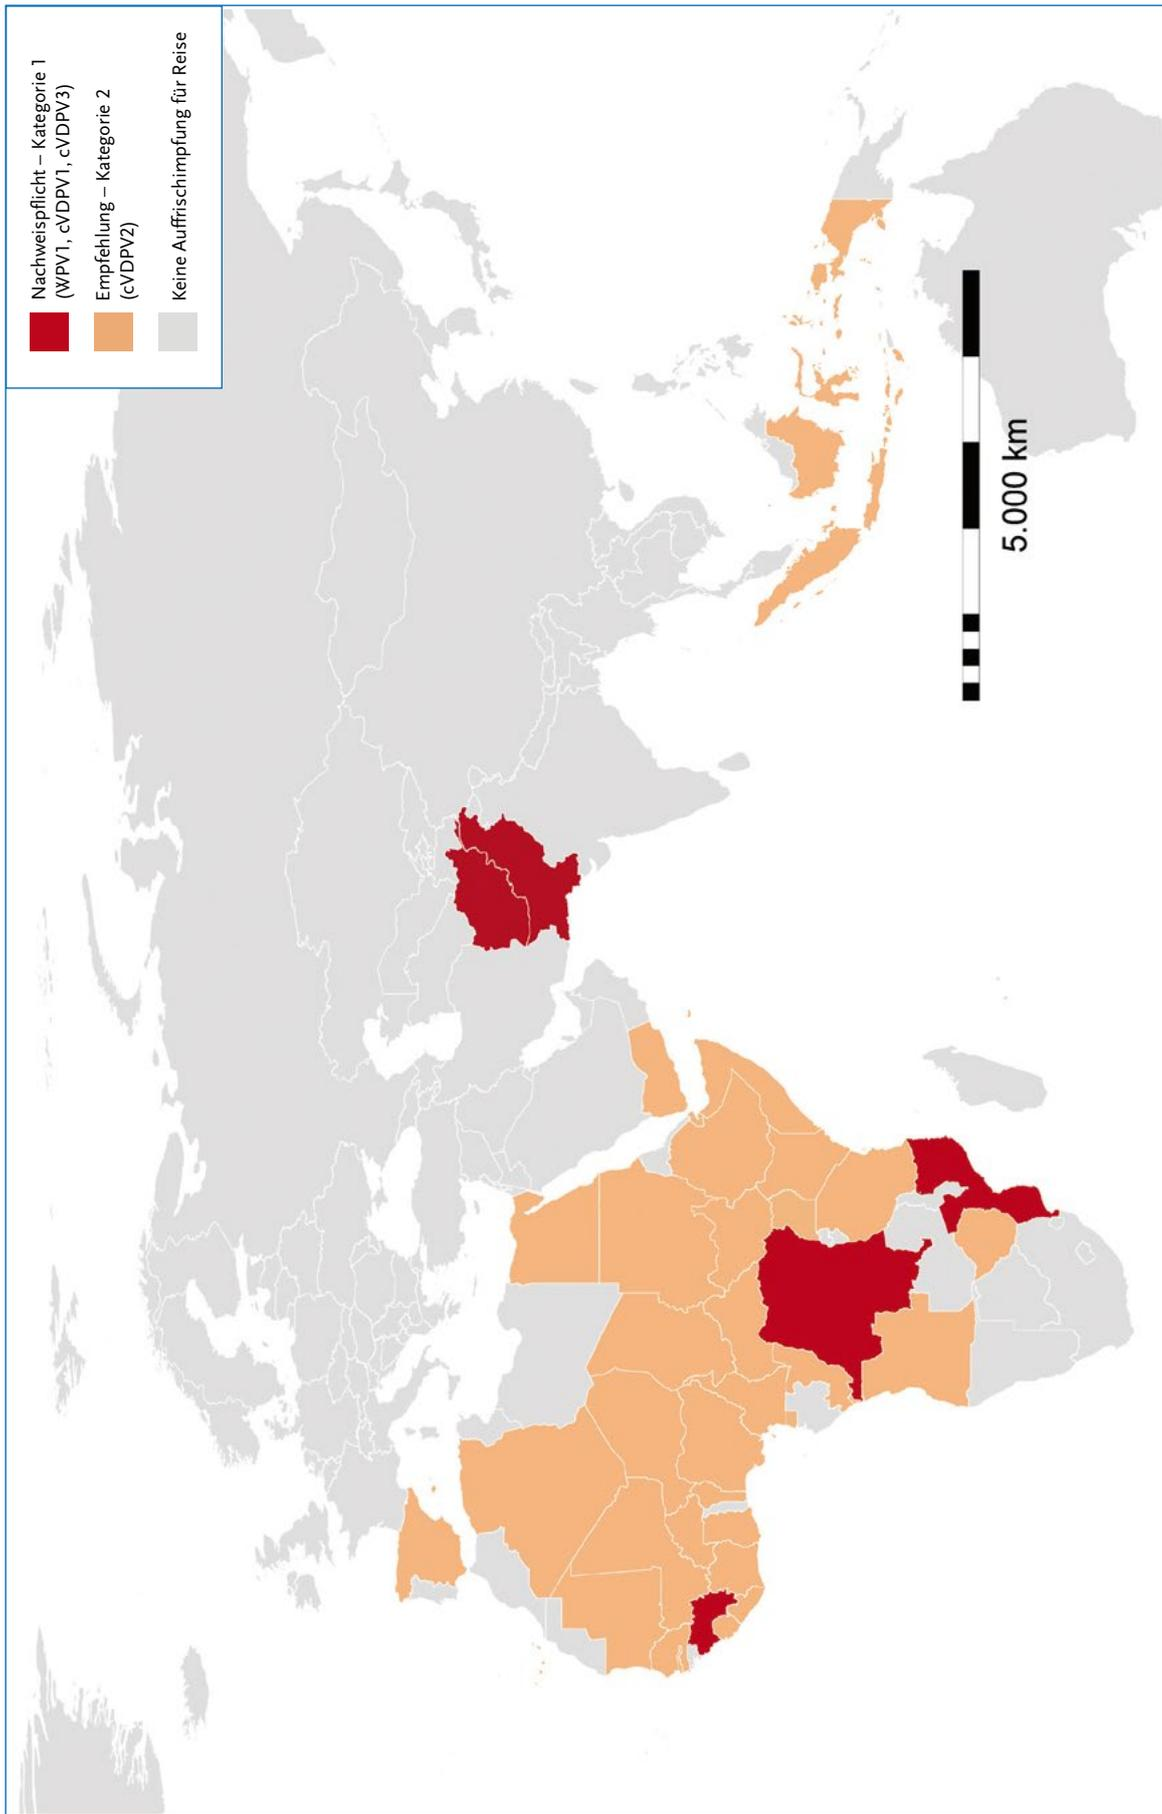 Nachweispflicht – Kategorie 1
(WPV1, cVDPV1, cVDPV3)
Empfehlung – Kategorie 2
(cVDPV2)
Keine Auffrischimpfung für Reise
5.000 km